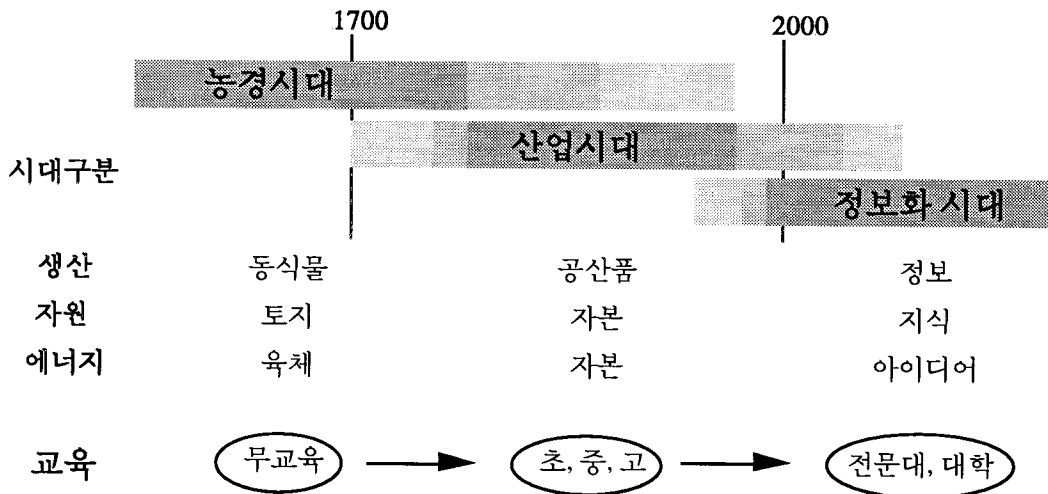 1700 2000
농경시대
산업시대
시대구분
정보화 시대
생산 동식물 공산품 정보
자원 토지 자본 지식
에너지 육체 자본 아이디어
교육 무교육 초, 중, 고 전문대, 대학